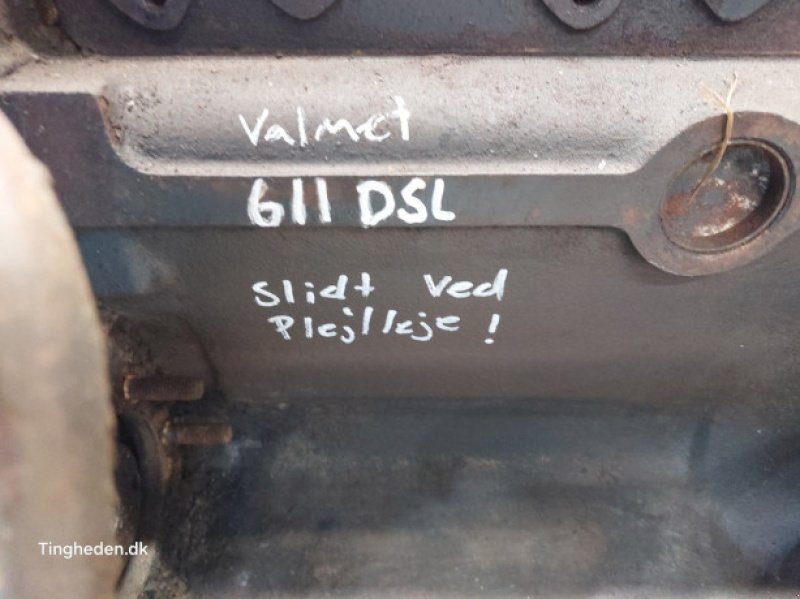 Valmet
611 DSL
Slidt ved
Plejlleje!
Tingheden.dk